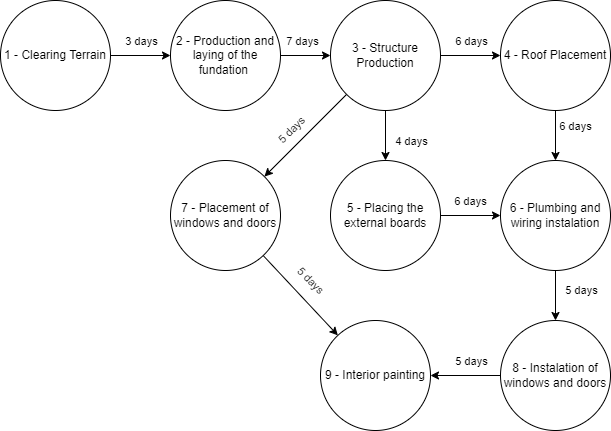 3 days
7 days
6 days
1 - Clearing Terrain
2 - Production and
laying of the
fundation
3 - Structure
Production
4 - Roof Placement
5 days
4 days
6 days
7 - Placement of
windows and doors
5 - Placing the
external boards
6 days
6 - Plumbing and
wiring instalation
5 days
5 days
9 - Interior painting
5 days
8 - Instalation of
windows and doors